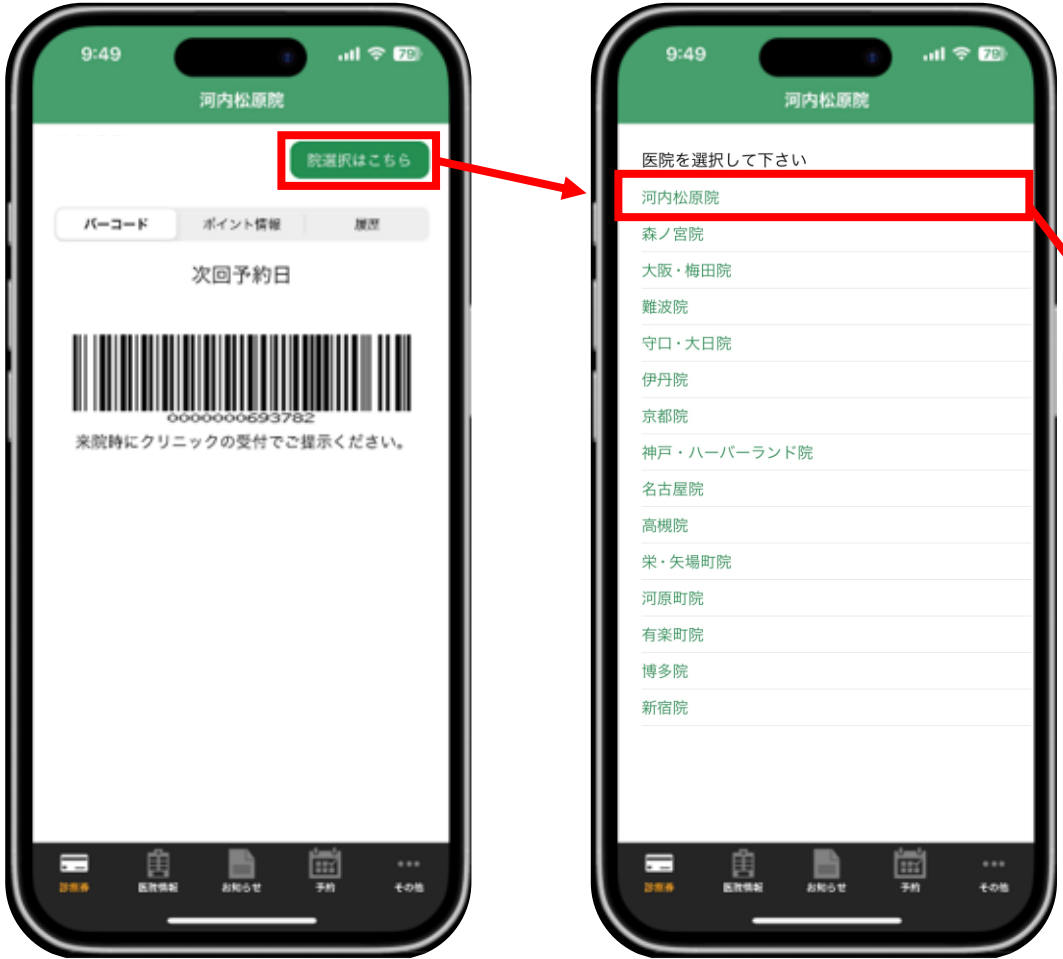 9:49
79
河内松原院
院選択はこちら
バーコード ポイント情報 履歴
次回予約日
0000000693782
来院時にクリニックの受付でご提示ください。
診察券 医院情報 お知らせ 予約 その他
9:49
79
河内松原院
医院を選択して下さい
河内松原院
森ノ宮院
大阪・梅田院
難波院
守口・大日院
伊丹院
京都院
神戸・ハーバーランド院
名古屋院
高槻院
栄・矢場町院
河原町院
有楽町院
博多院
新宿院
診察券 医院情報 お知らせ 予約 その他